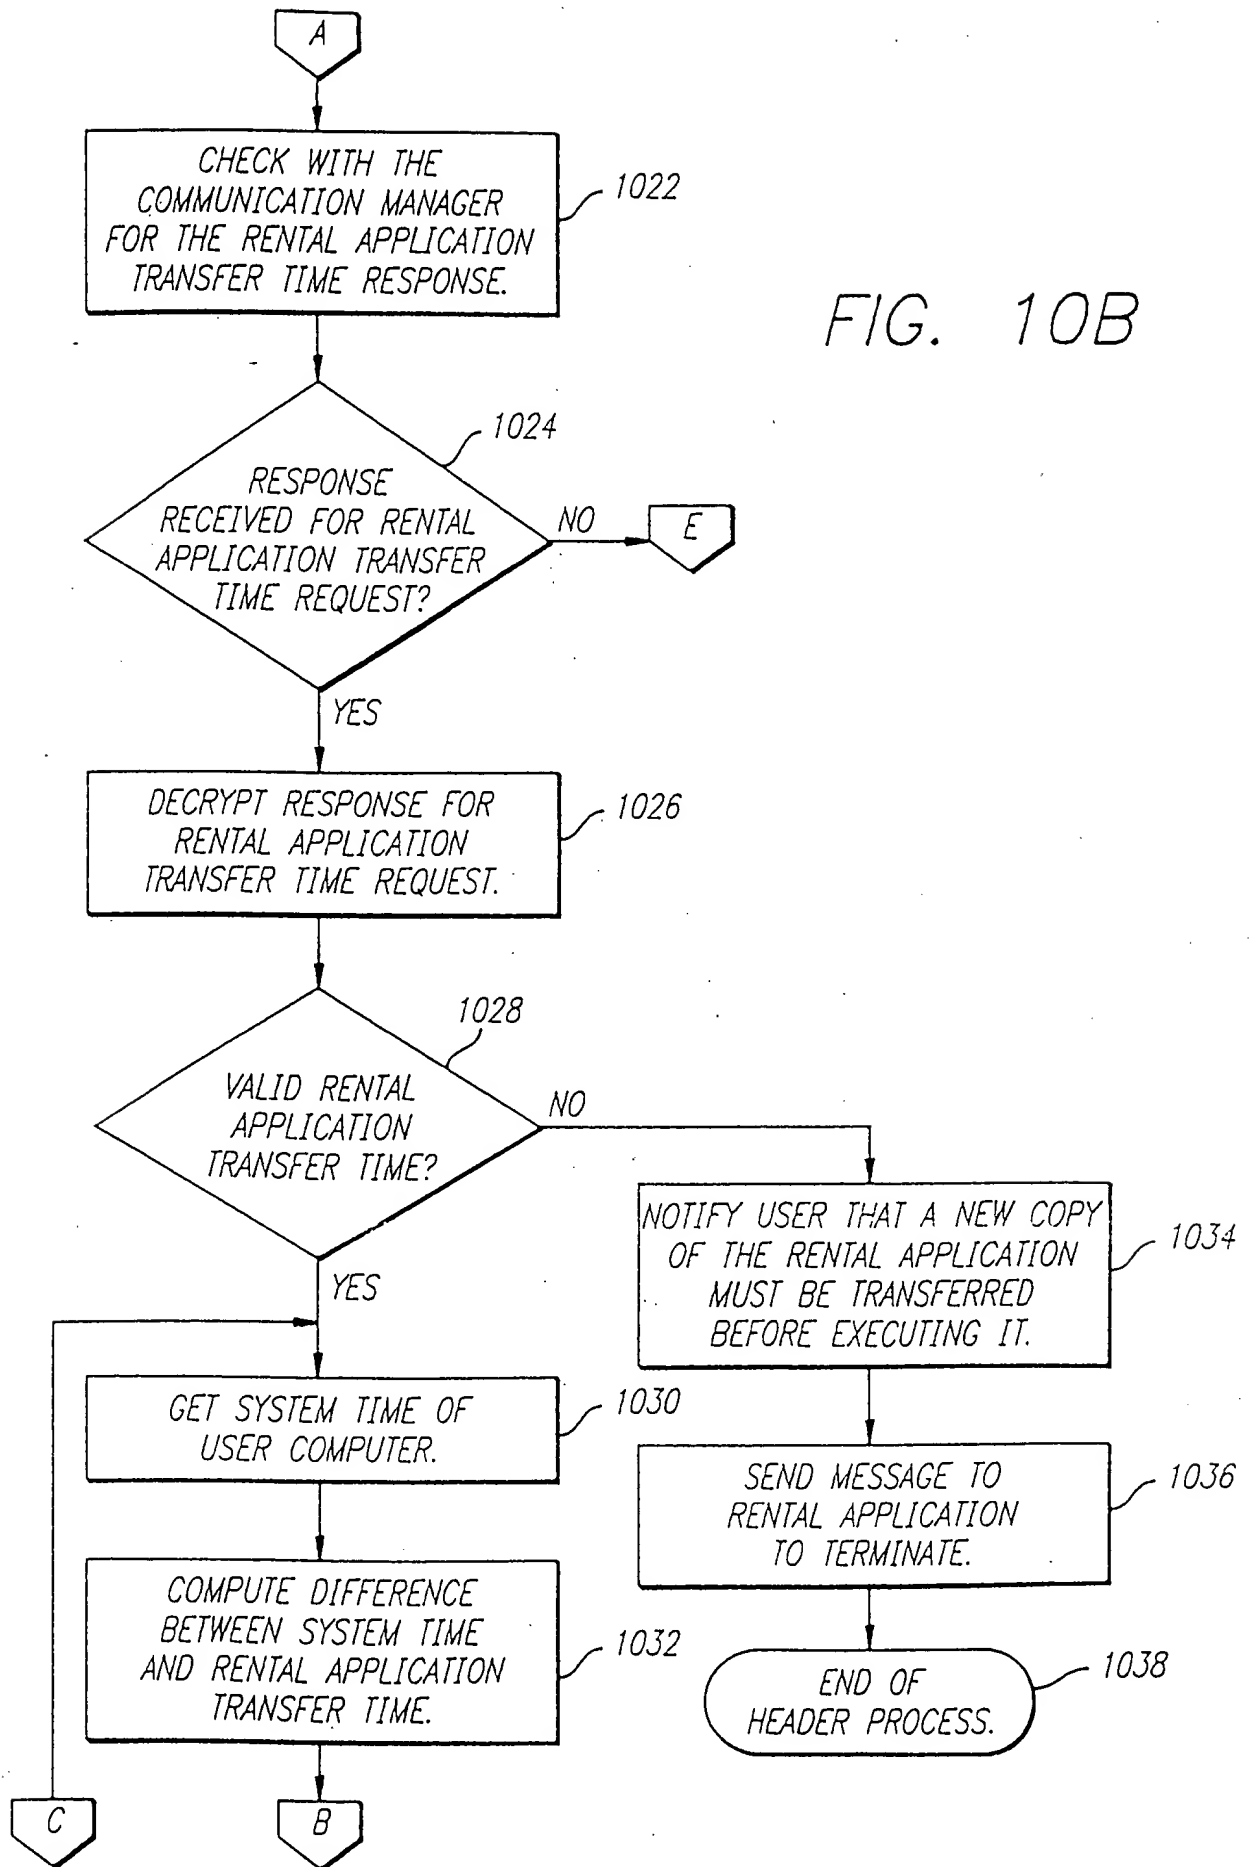 A
CHECK WITH THE
COMMUNICATION MANAGER
FOR THE RENTAL APPLICATION
TRANSFER TIME RESPONSE.
1022
FIG. 10B
1024
RESPONSE
RECEIVED FOR RENTAL
APPLICATION TRANSFER
TIME REQUEST?
NO
E
YES
DECRYPT RESPONSE FOR
RENTAL APPLICATION
TRANSFER TIME REQUEST.
1026
1028
VALID RENTAL
APPLICATION
TRANSFER TIME?
NO
YES
NOTIFY USER THAT A NEW COPY
OF THE RENTAL APPLICATION
MUST BE TRANSFERRED
BEFORE EXECUTING IT.
1034
GET SYSTEM TIME OF
USER COMPUTER.
1030
SEND MESSAGE TO
RENTAL APPLICATION
TO TERMINATE.
1036
COMPUTE DIFFERENCE
BETWEEN SYSTEM TIME
AND RENTAL APPLICATION
TRANSFER TIME.
1032
END OF
HEADER PROCESS.
1038
C
B